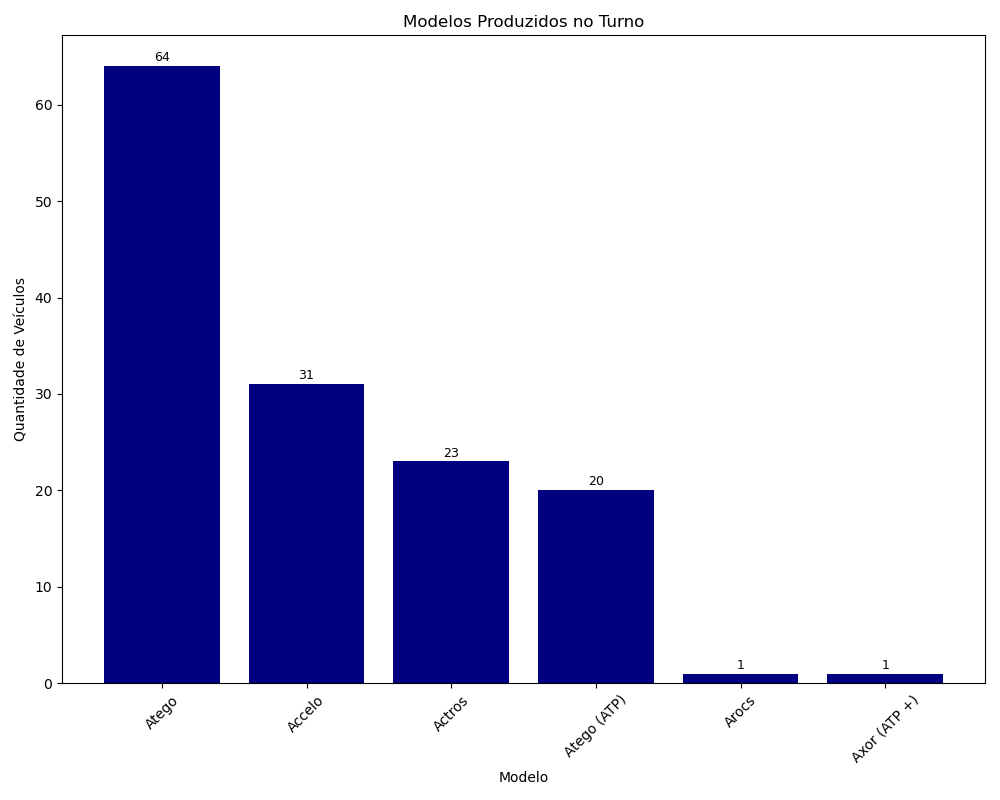 Modelos Produzidos no Turno
Quantidade de Veículos
60
50
40
30
20
10
0
64
31
23
20
1
1
Atego
Accelo
Actros
Atego (ATP)
Arocs
Axor (ATP +)
Modelo